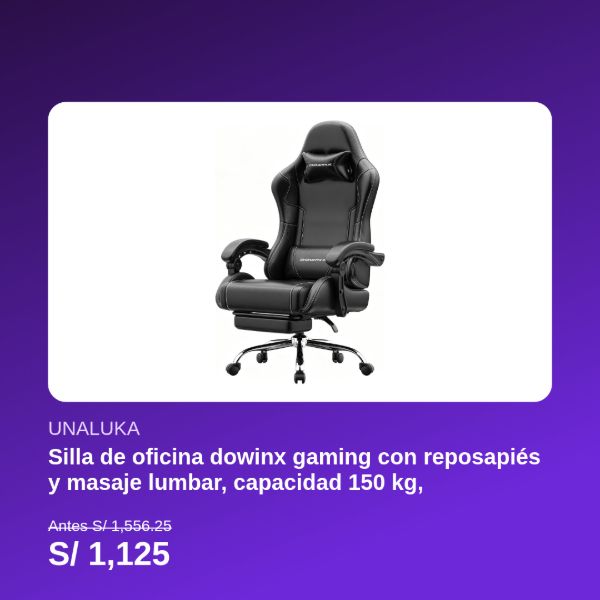 UNALUKA
Silla de oficina dowinx gaming con reposapiés
y masaje lumbar, capacidad 150 kg,
Antes S/ 1,556.25
S/ 1,125